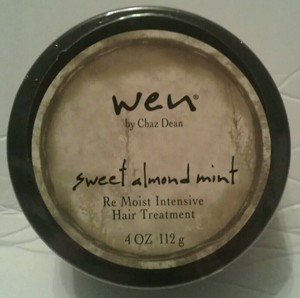 wen®
by Chaz Dean
sweet almond mint
Re Moist Intensive
Hair Treatment
4 OZ 112 g